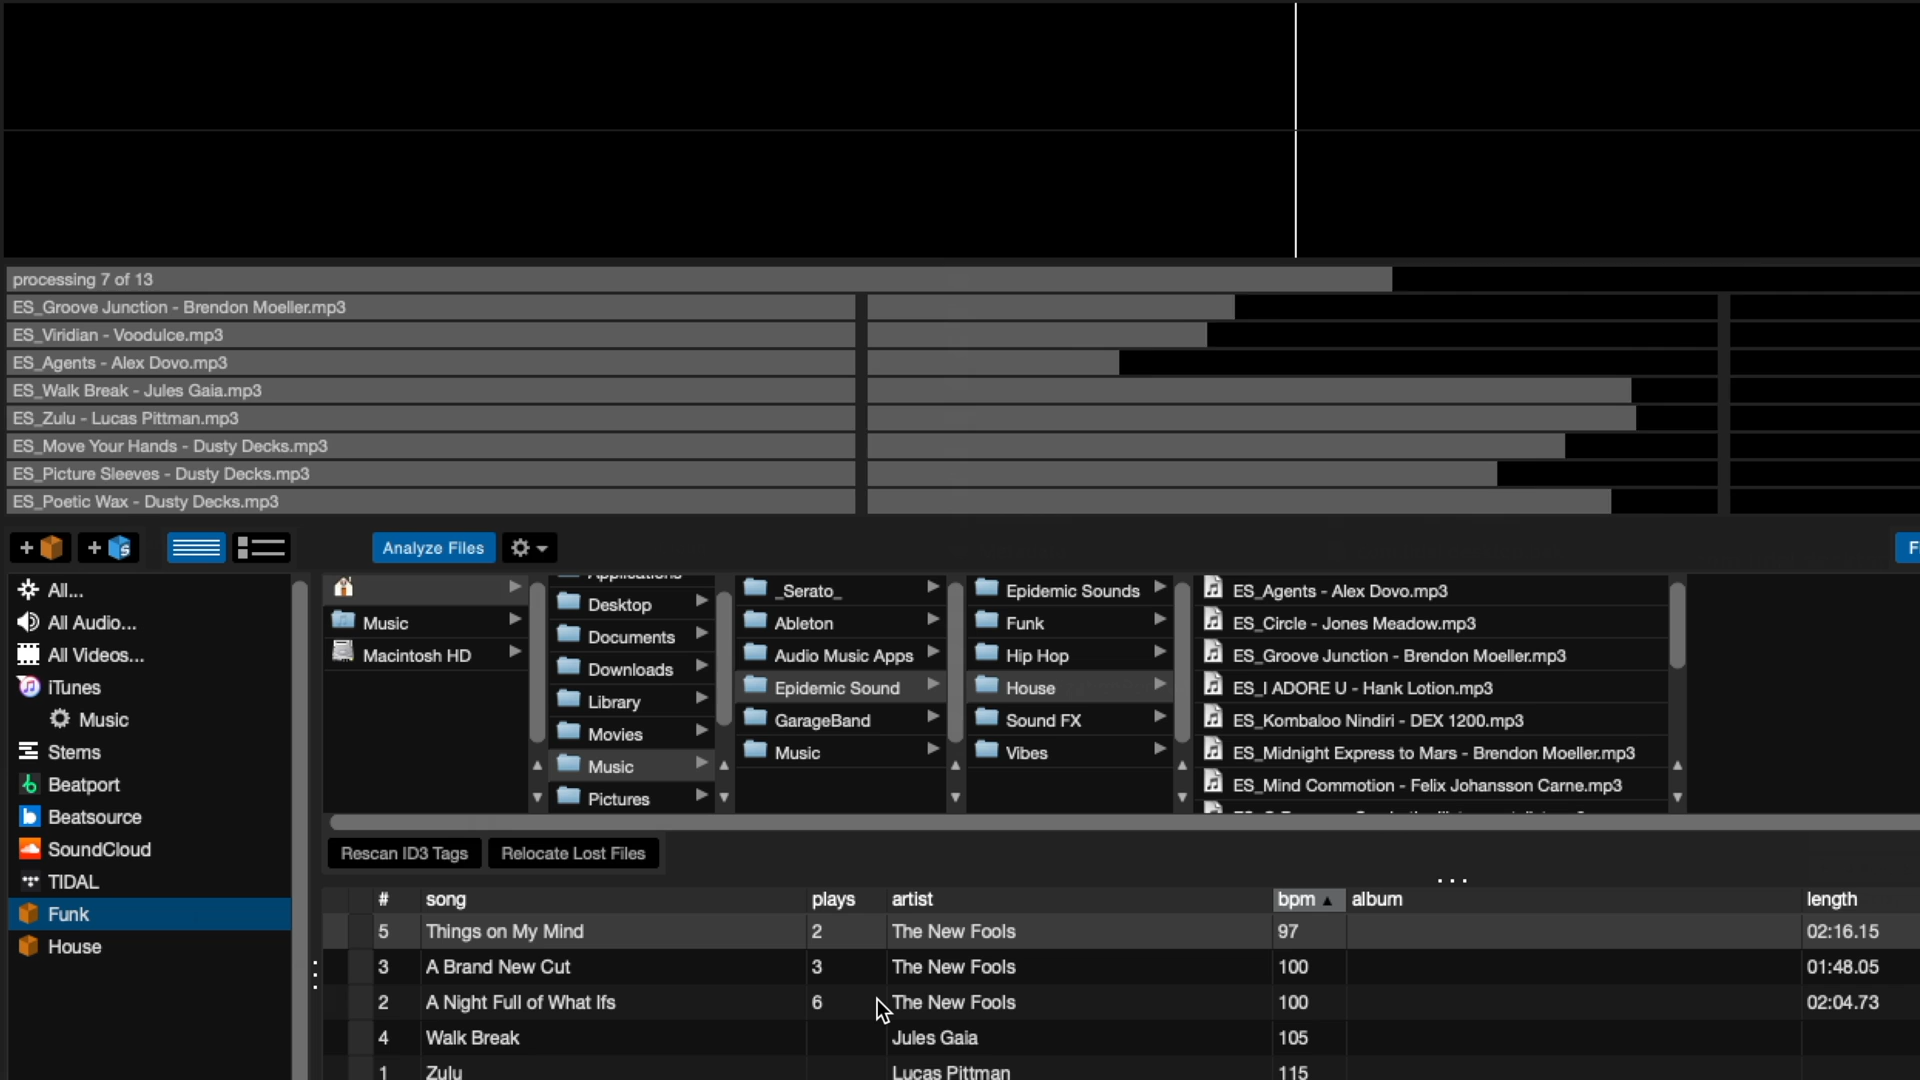 processing 7 of 13
ES_Groove Junction - Brendon Moeller.mp3
ES_Viridian - Voodulce.mp3
ES_Agents - Alex Dovo.mp3
ES_Walk Break - Jules Gaia.mp3
ES_Zulu - Lucas Pittman.mp3
ES_Move Your Hands - Dusty Decks.mp3
ES_Picture Sleeves - Dusty Decks.mp3
ES_Poetic Wax - Dusty Decks.mp3
Analyze Files
All...
All Audio...
All Videos...
iTunes
Music
Stems
Beatport
Beatsource
SoundCloud
TIDAL
Funk
House
Music
Macintosh HD
Applications
Desktop
Documents
Downloads
Library
Movies
Music
Pictures
_Serato_
Ableton
Audio Music Apps
Epidemic Sound
GarageBand
Music
Epidemic Sounds
Funk
Hip Hop
House
Sound FX
Vibes
ES_Agents - Alex Dovo.mp3
ES_Circle - Jones Meadow.mp3
ES_Groove Junction - Brendon Moeller.mp3
ES_I ADORE U - Hank Lotion.mp3
ES_Kombaloo Nindiri - DEX 1200.mp3
ES_Midnight Express to Mars - Brendon Moeller.mp3
ES_Mind Commotion - Felix Johansson Carne.mp3
Rescan ID3 Tags Relocate Lost Files
# song plays artist bpm album length
5 Things on My Mind 2 The New Fools 97 02:16.15
3 A Brand New Cut 3 The New Fools 100 01:48.05
2 A Night Full of What Ifs 6 The New Fools 100 02:04.73
4 Walk Break Jules Gaia 105
1 Zulu Lucas Pittman 115